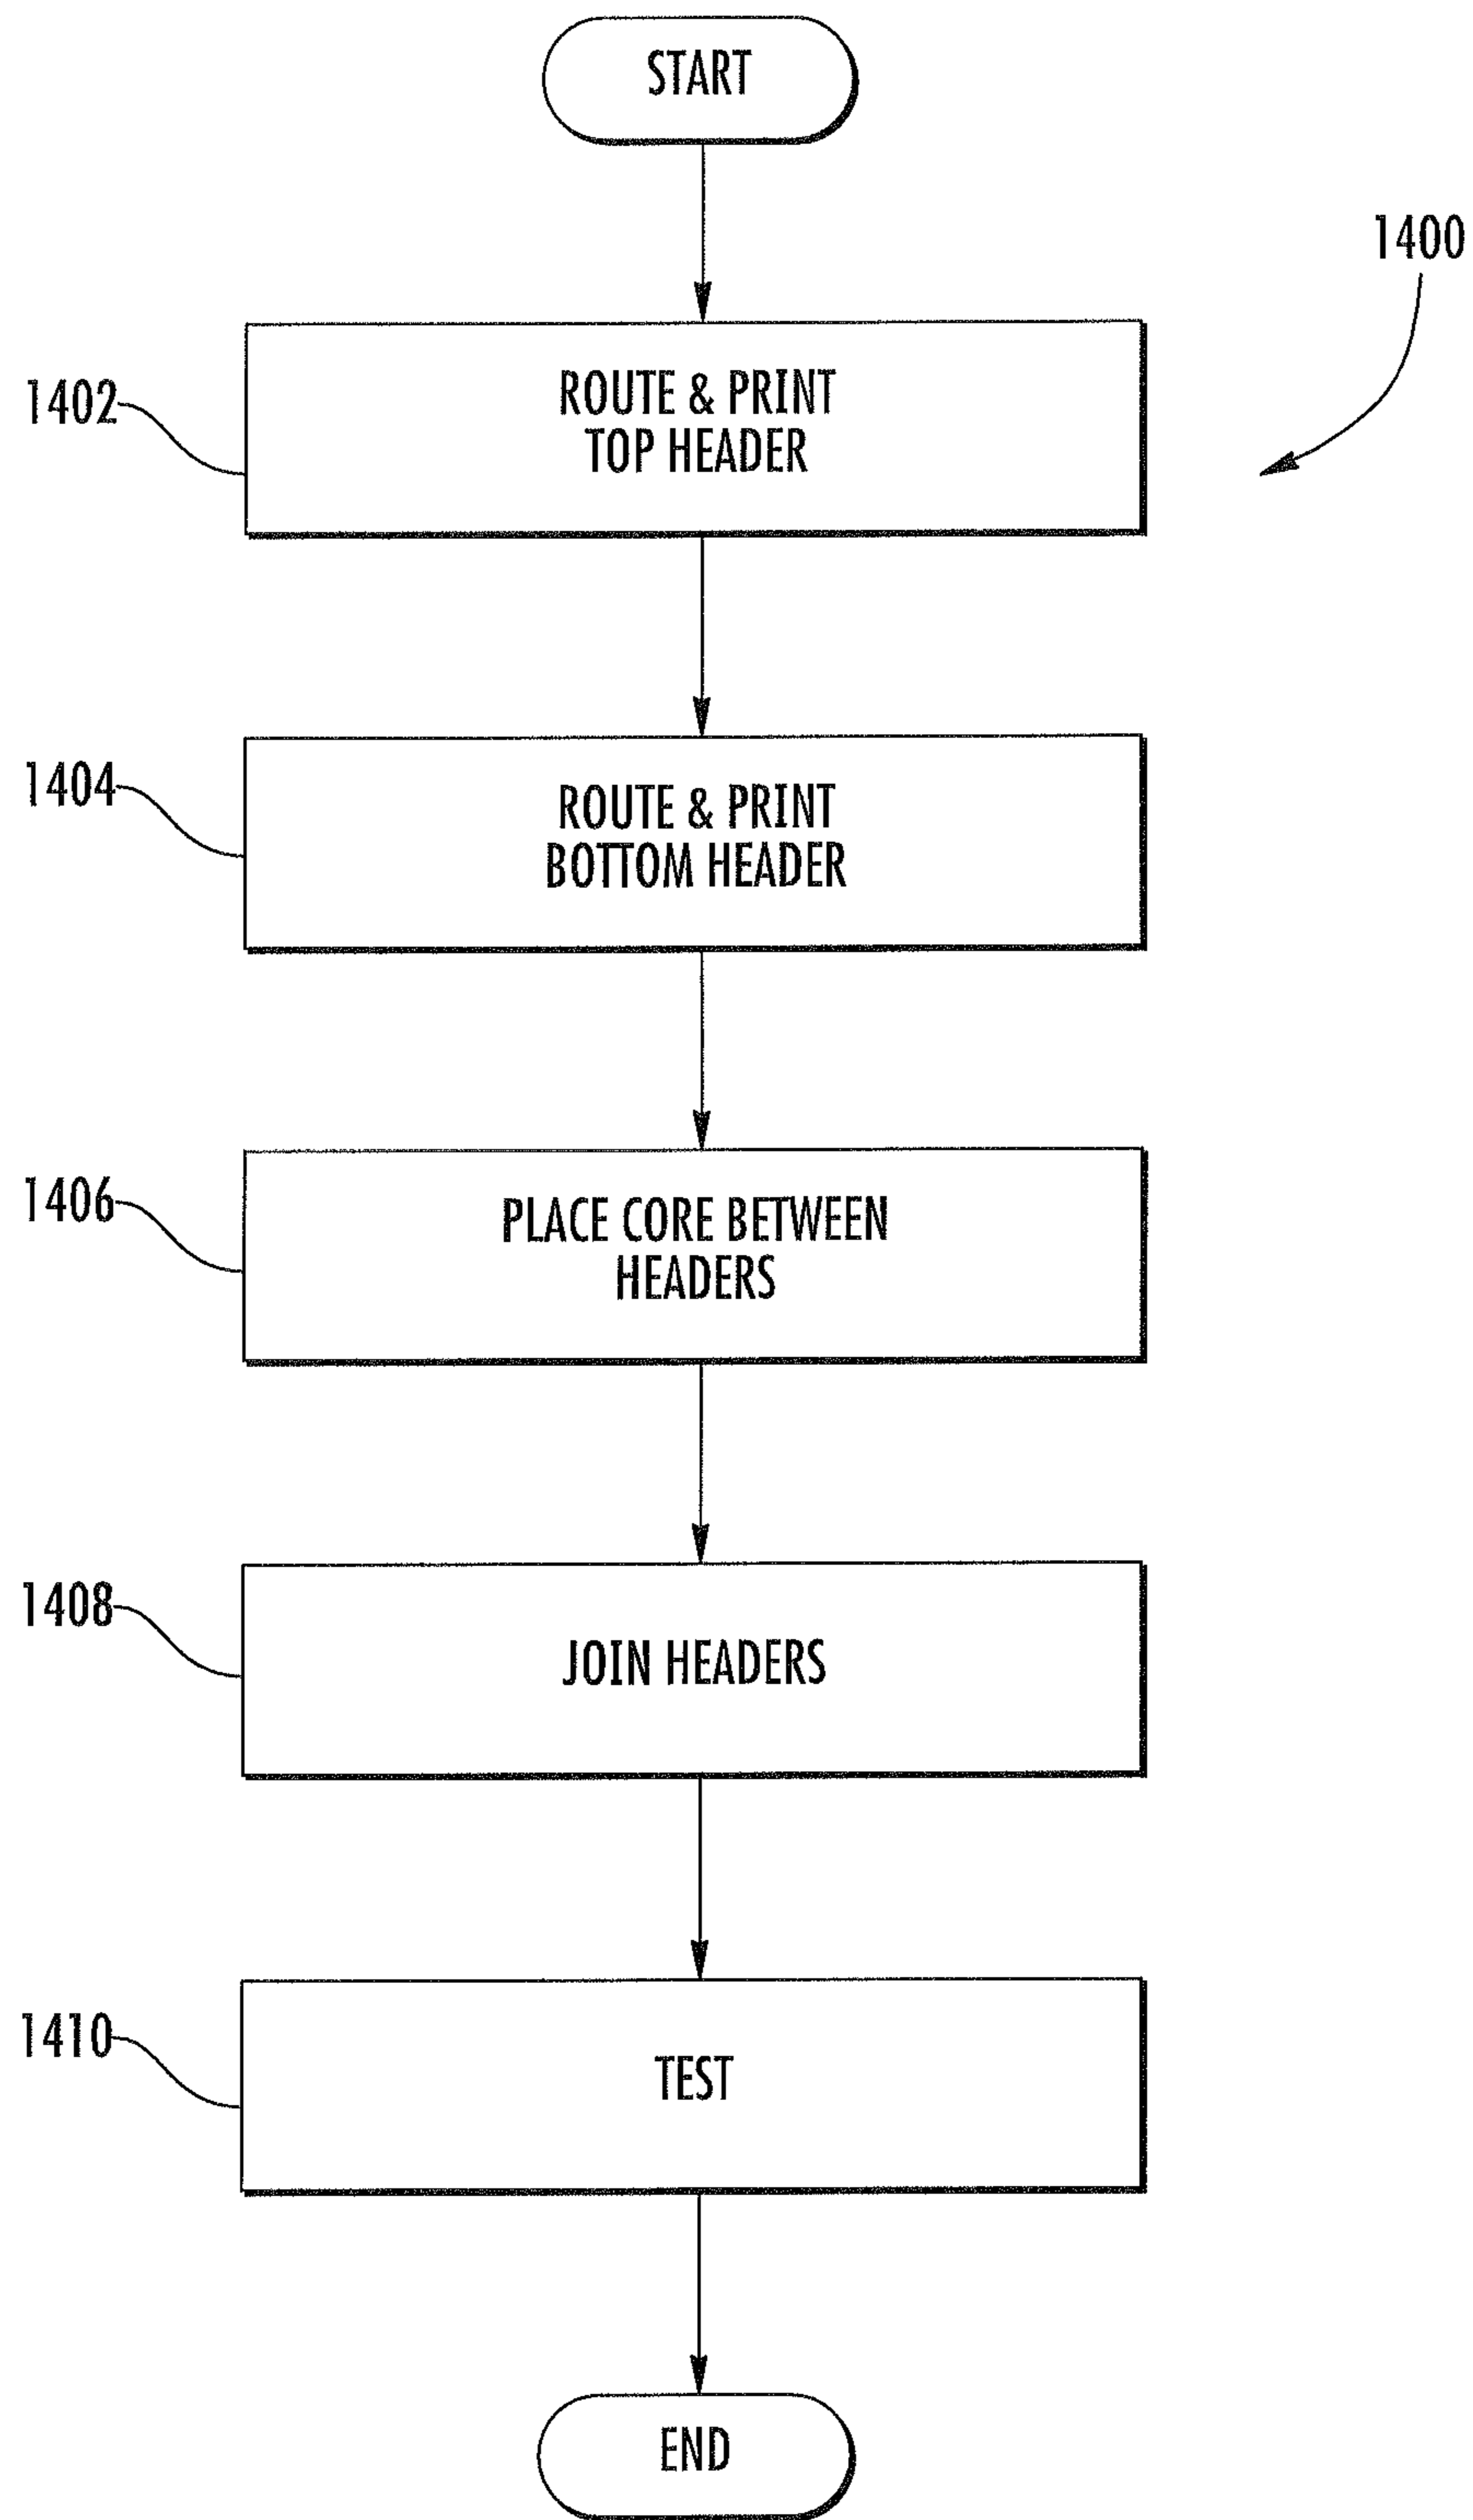 START
1400
1402
ROUTE & PRINT
TOP HEADER
1404
ROUTE & PRINT
BOTTOM HEADER
1406
PLACE CORE BETWEEN
HEADERS
1408
JOIN HEADERS
1410
TEST
END